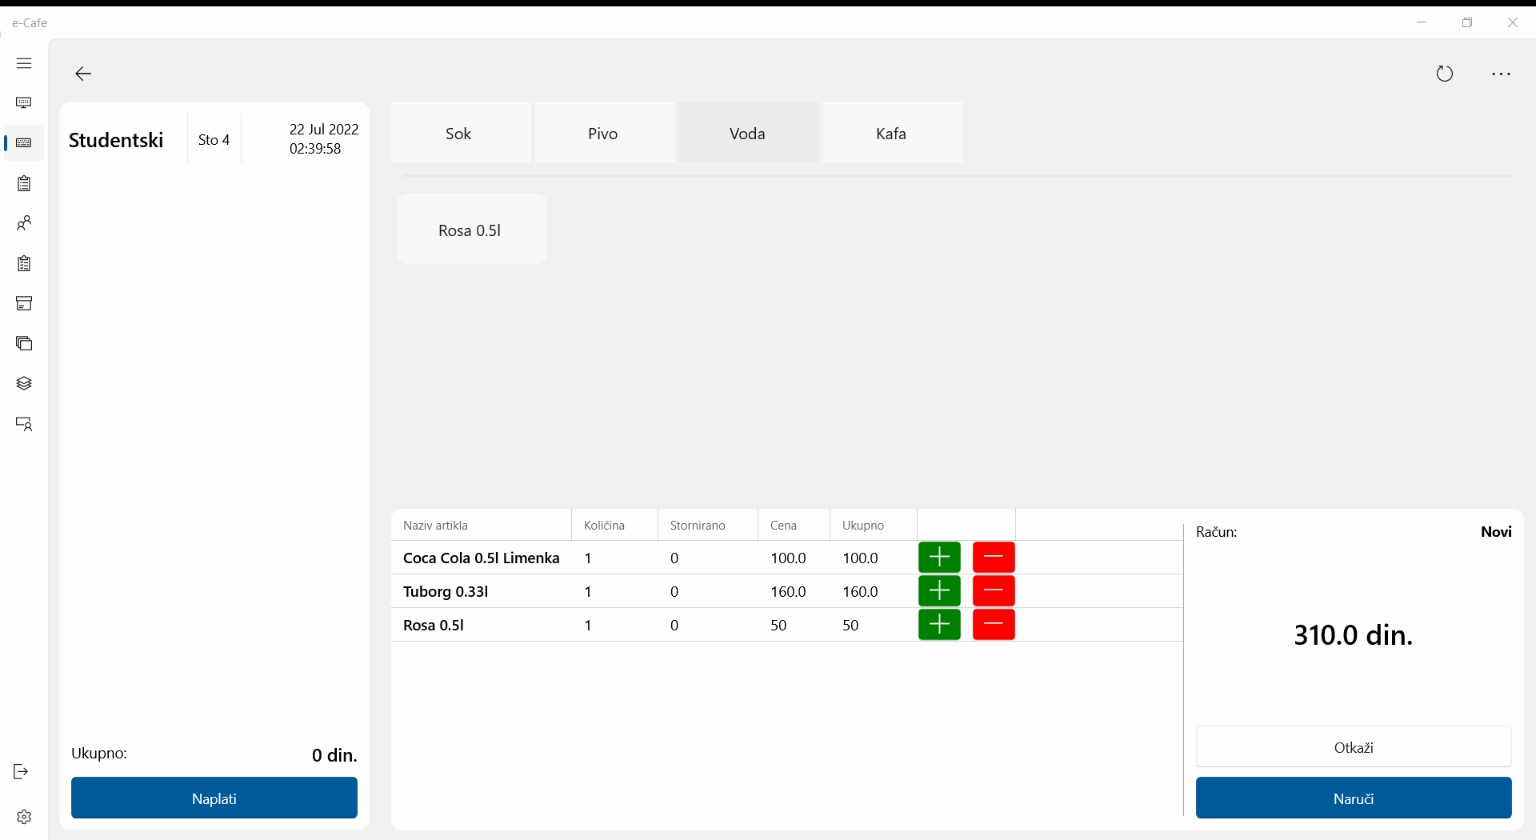 e-Cafe
Studentski
Sto 4
22 Jul 2022
02:39:58
Sok
Pivo
Voda
Kafa
Rosa 0.5l
Naziv artikla Količina Stornirano Cena Ukupno
Coca Cola 0.5l Limenka 1 0 100.0 100.0
Tuborg 0.33l 1 0 160.0 160.0
Rosa 0.5l 1 0 50 50
Račun: Novi
310.0 din.
Otkaži
Naruči
Ukupno: 0 din.
Naplati